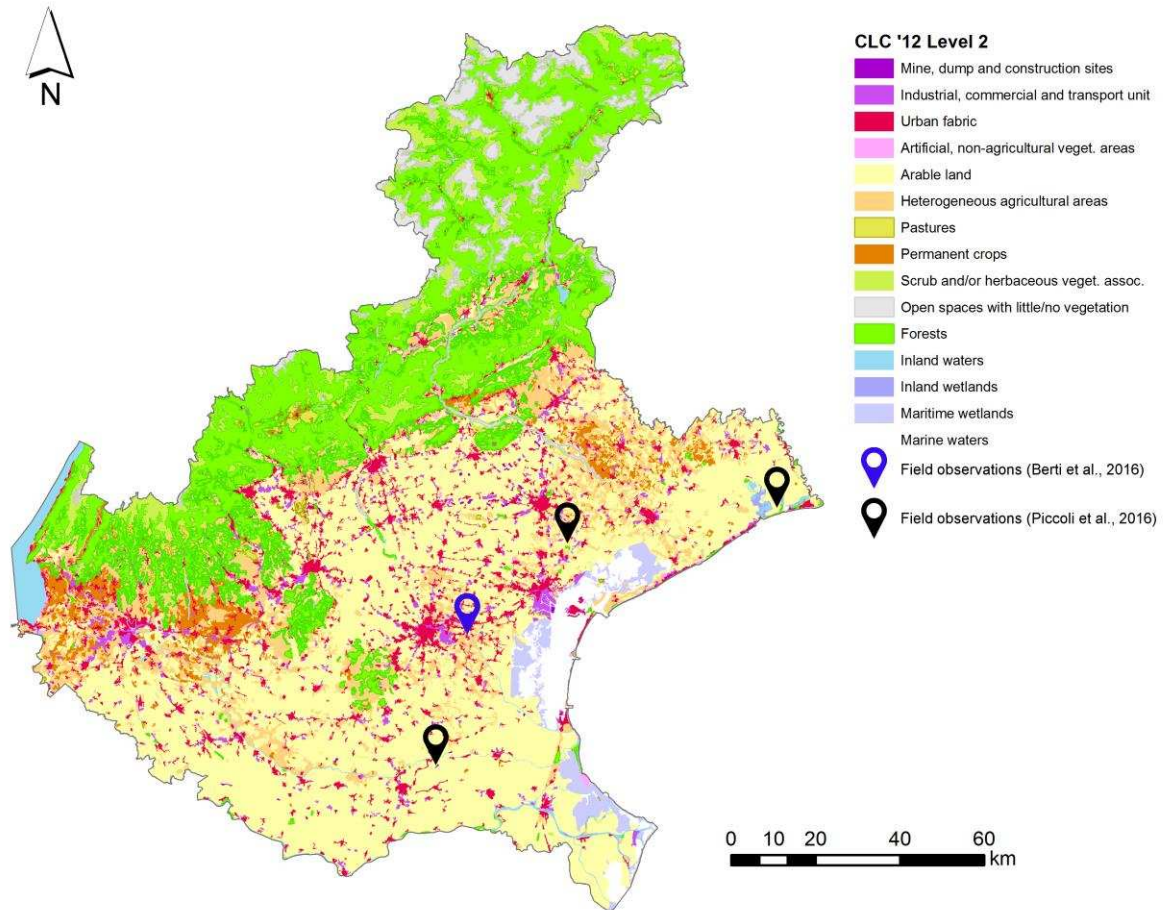 N
CLC '12 Level 2
Mine, dump and construction sites
Industrial, commercial and transport unit
Urban fabric
Artificial, non-agricultural veget. areas
Arable land
Heterogeneous agricultural areas
Pastures
Permanent crops
Scrub and/or herbaceous veget. assoc.
Open spaces with little/no vegetation
Forests
Inland waters
Inland wetlands
Maritime wetlands
Marine waters
Field observations (Berti et al., 2016)
Field observations (Piccoli et al., 2016)
0 10 20 40 60
km